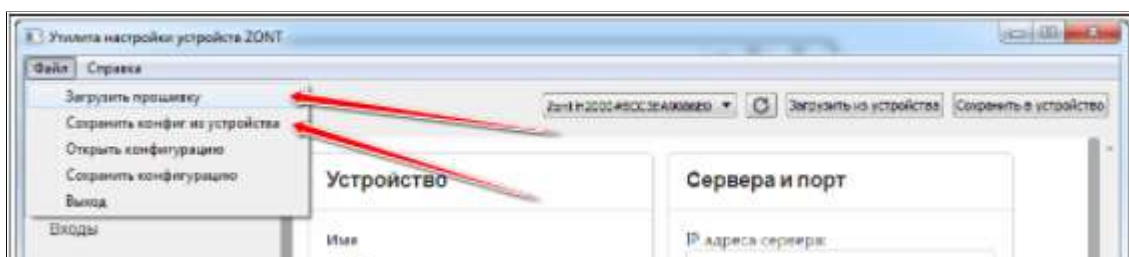 Утилита настройки устройств ZONT
Файл Справка
Загрузить прошивку
Сохранить конфиг из устройства
Открыть конфигурацию
Сохранить конфигурацию
Выход
Загрузить из устройства Сохранить в устройство
Устройство
Сервера и порт
Входы
Имя
IP адреса сервера: